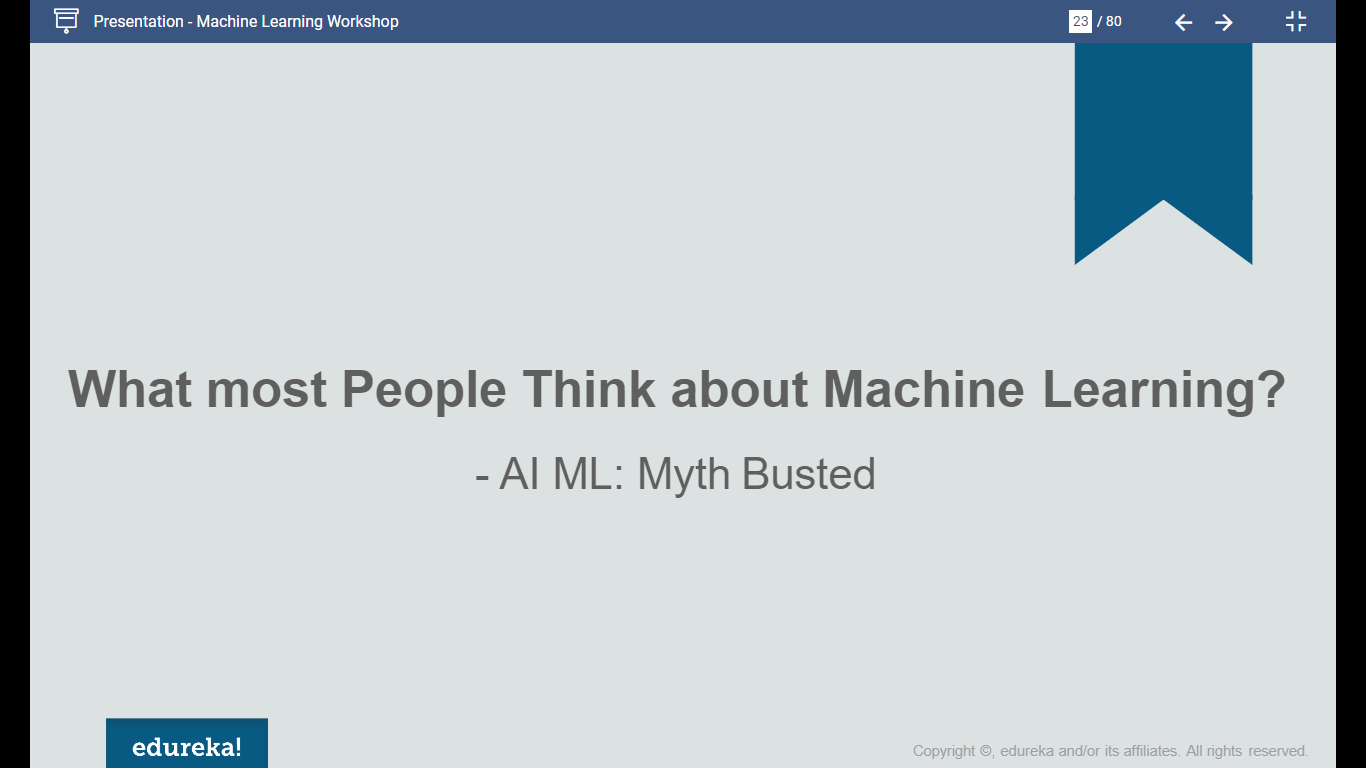 Presentation - Machine Learning Workshop
23 / 80
What most People Think about Machine Learning?
- AI ML: Myth Busted
edureka!
Copyright ©, edureka and/or its affiliates. All rights reserved.